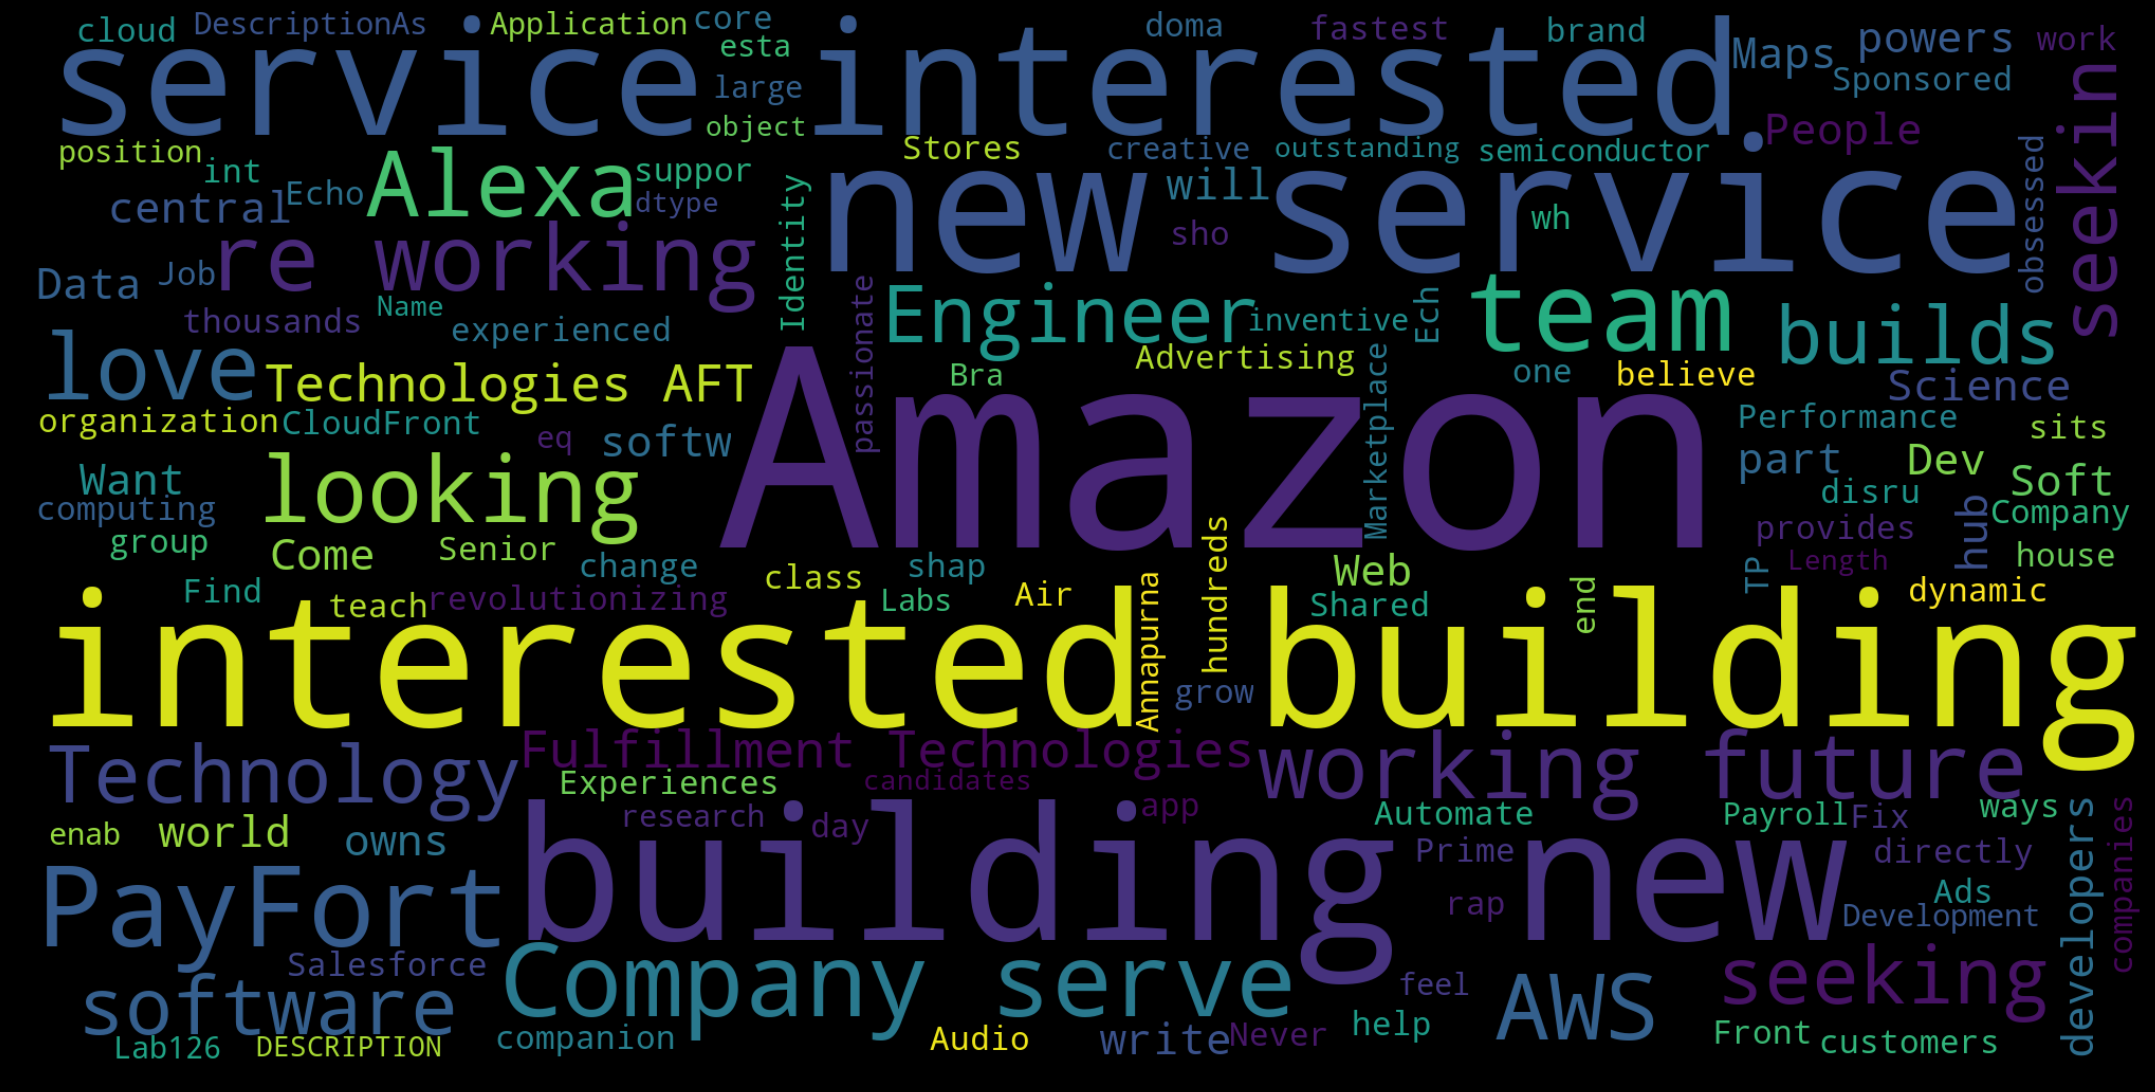 cloud DescriptionAs Application core doma fastest brand Maps powers work
service interested esta large object Sponsored People seekin
position int Alexa suppor Stores creative outstanding semiconductor
central Echo dtype Identity new service will sho wh obsessed
Data Job re working
thousands Name experienced passionate Engineer inventive Ech team builds
love Technologies AFT Bra Advertising Marketplace one believe Science
organization CloudFront eq softw Amazon Performance sits
Want looking part Dev Soft
computing disru Company
group Come Senior change class shap hundreds Web provides hub house
Find teach revolutionizing Labs Air Annapurna Shared end TP Length dynamic
interested building
grow
Technology Fulfillment Technologies working future
Experiences candidates
enab world owns research day app Automate Payroll Fix ways developers companies
PayFort building new Prime directly
rap Ads
Development
Salesforce Company serve feel AWS seeking
software
Lab126 DESCRIPTION companion Audio write Never help Front customers